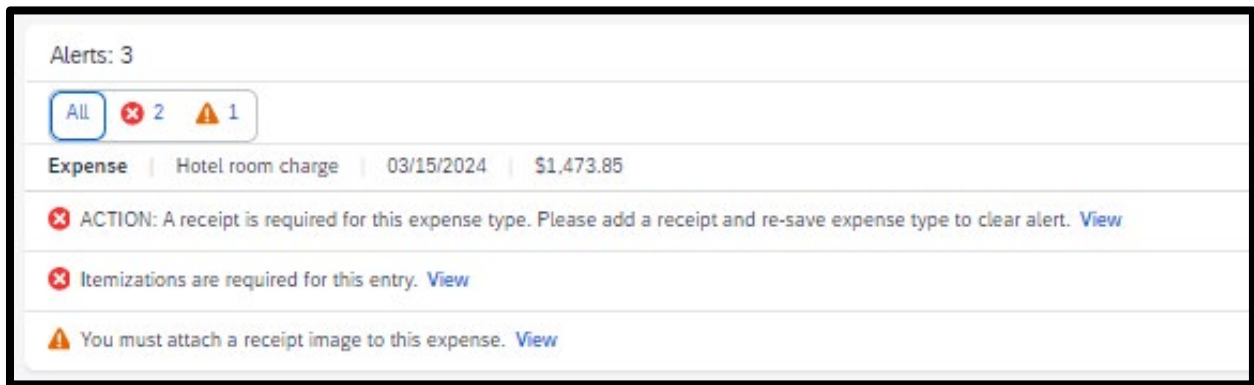 Alerts: 3
All 2 1
Expense | Hotel room charge | 03/15/2024 | $1,473.85
ACTION: A receipt is required for this expense type. Please add a receipt and re-save expense type to clear alert. View
Itemizations are required for this entry. View
You must attach a receipt image to this expense. View